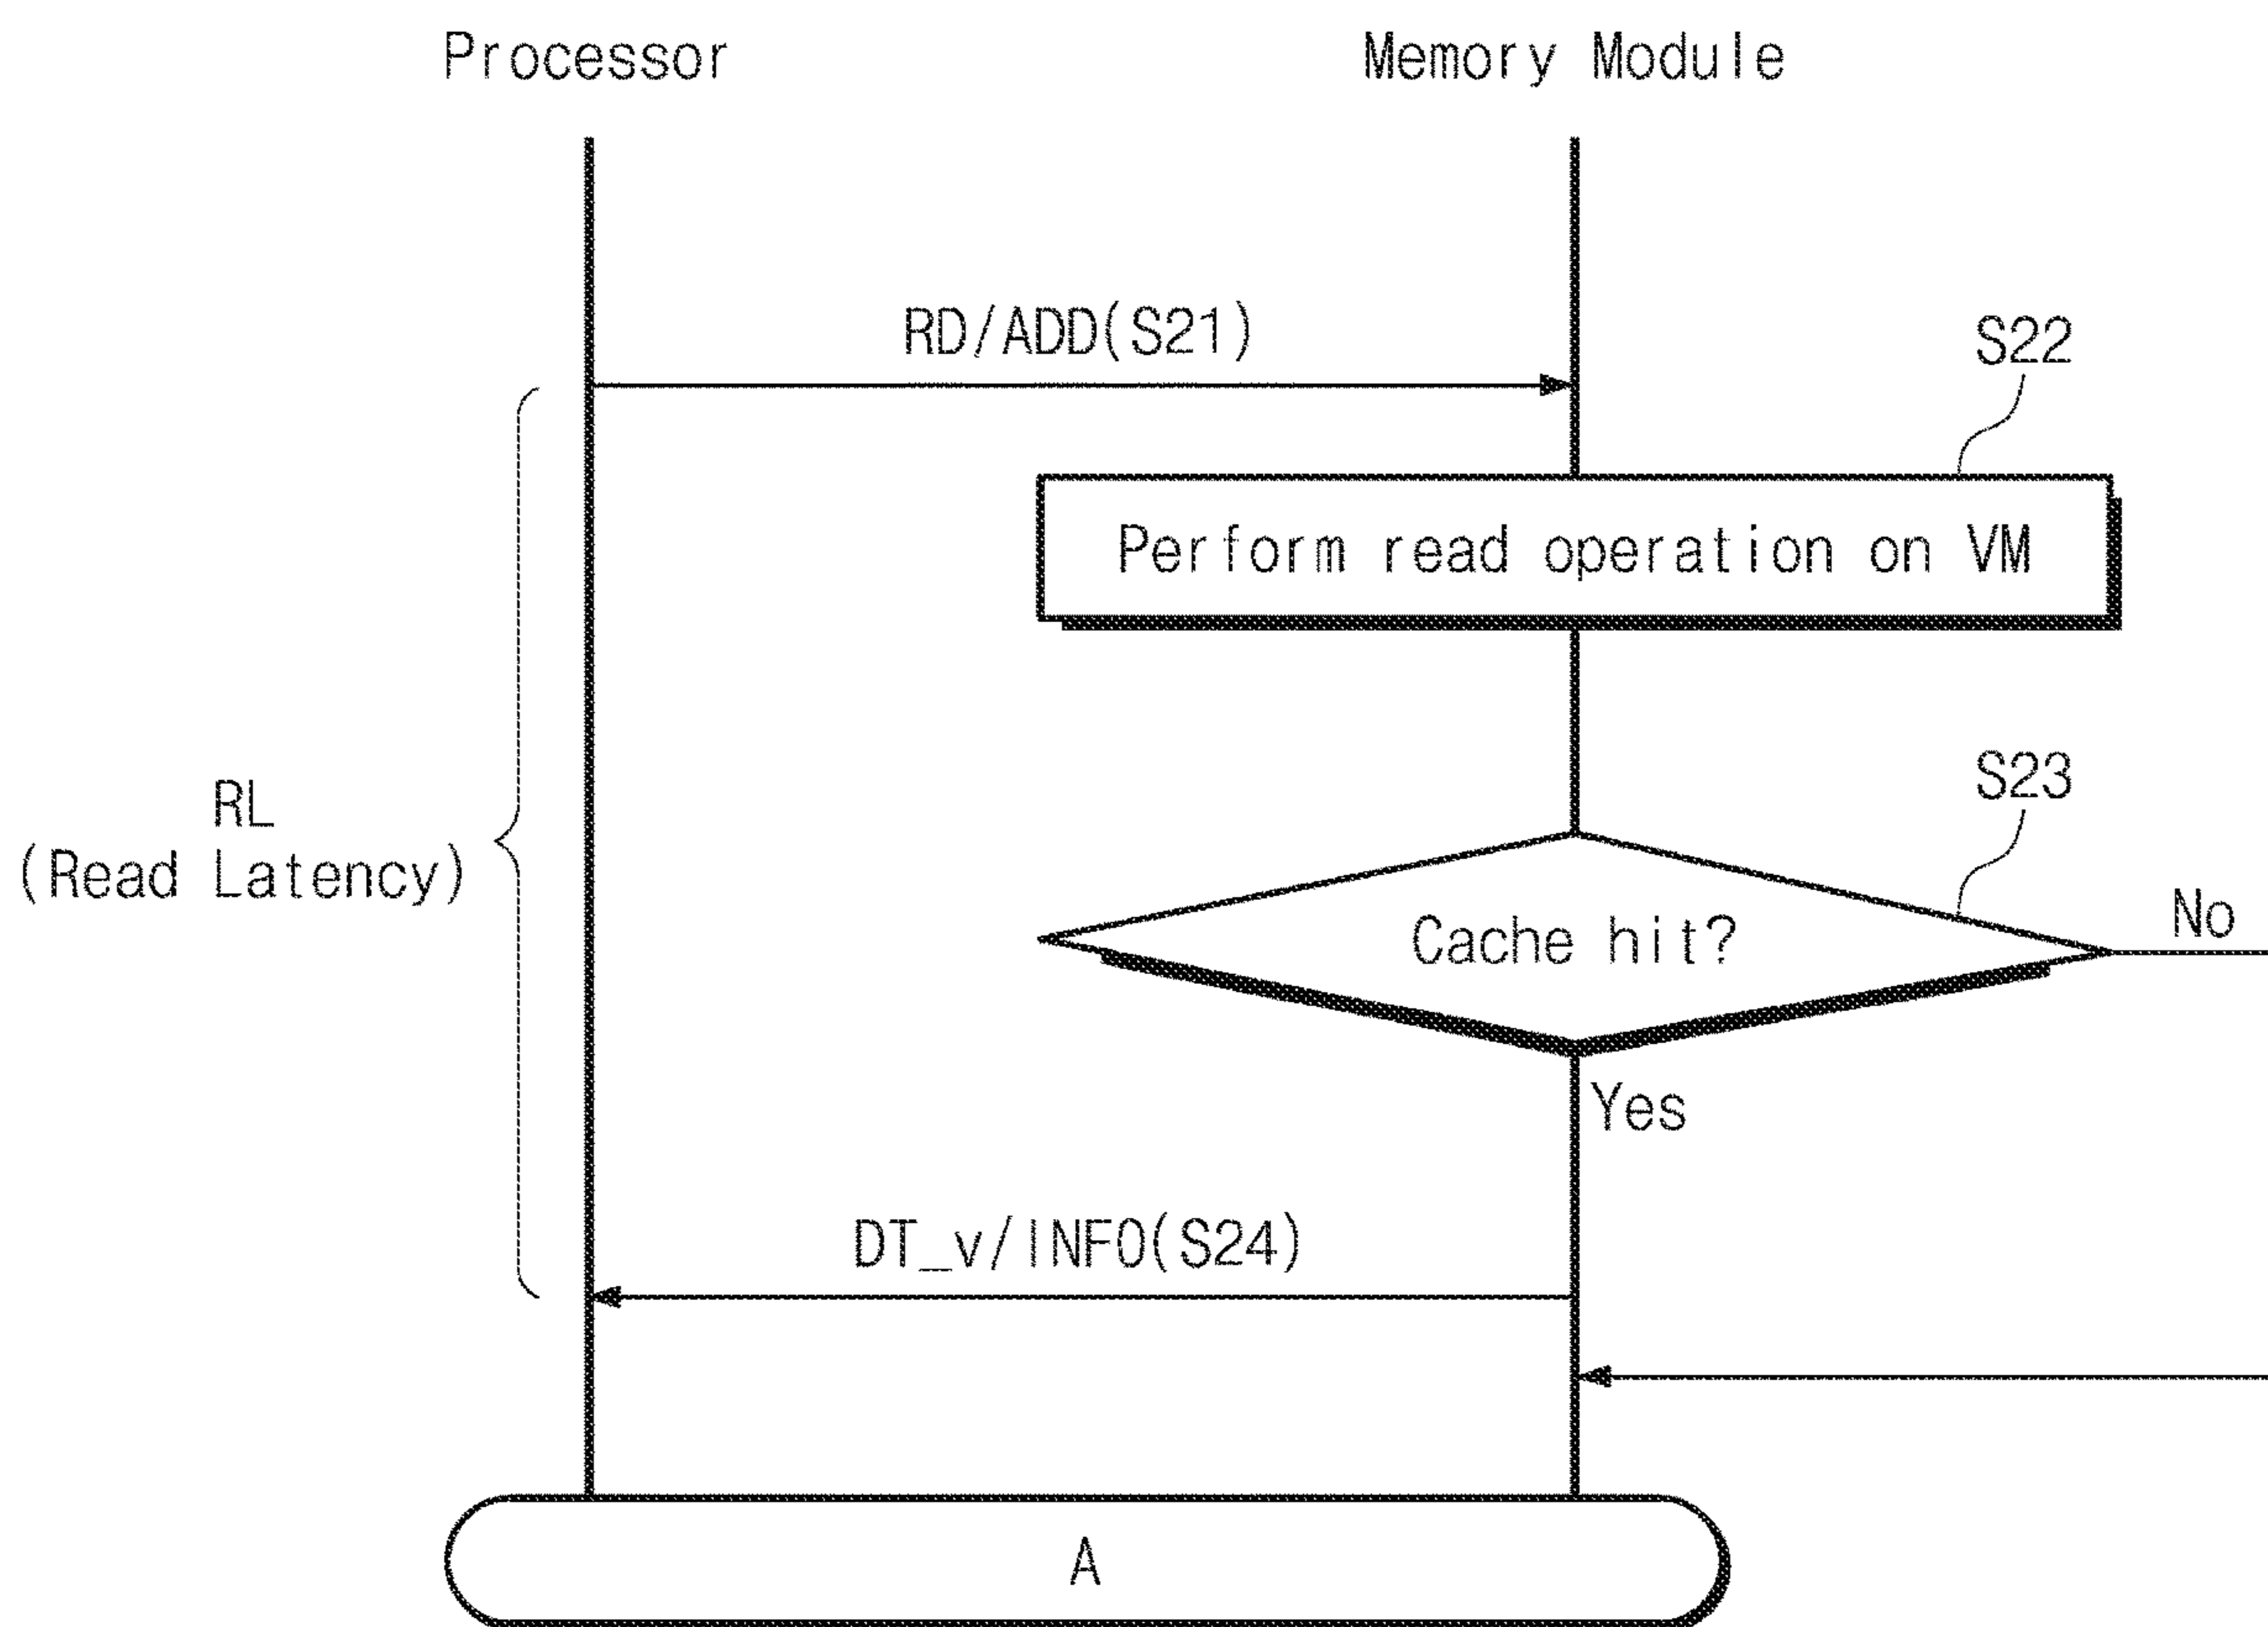 Processor
Memory Module
RD/ADD(S21)
S22
Perform read operation on VM
S23
RL
(Read Latency)
Cache hit?
No
Yes
DT_v/INFO(S24)
A